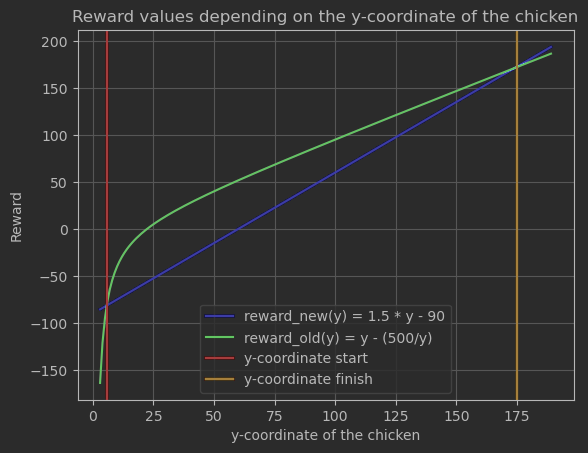 Reward values depending on the y-coordinate of the chicken
200
150
100
50
0
−50
−100
−150
Reward
reward_new(y) = 1.5 * y - 90
reward_old(y) = y - (500/y)
y-coordinate start
y-coordinate finish
0 25 50 75 100 125 150 175
y-coordinate of the chicken